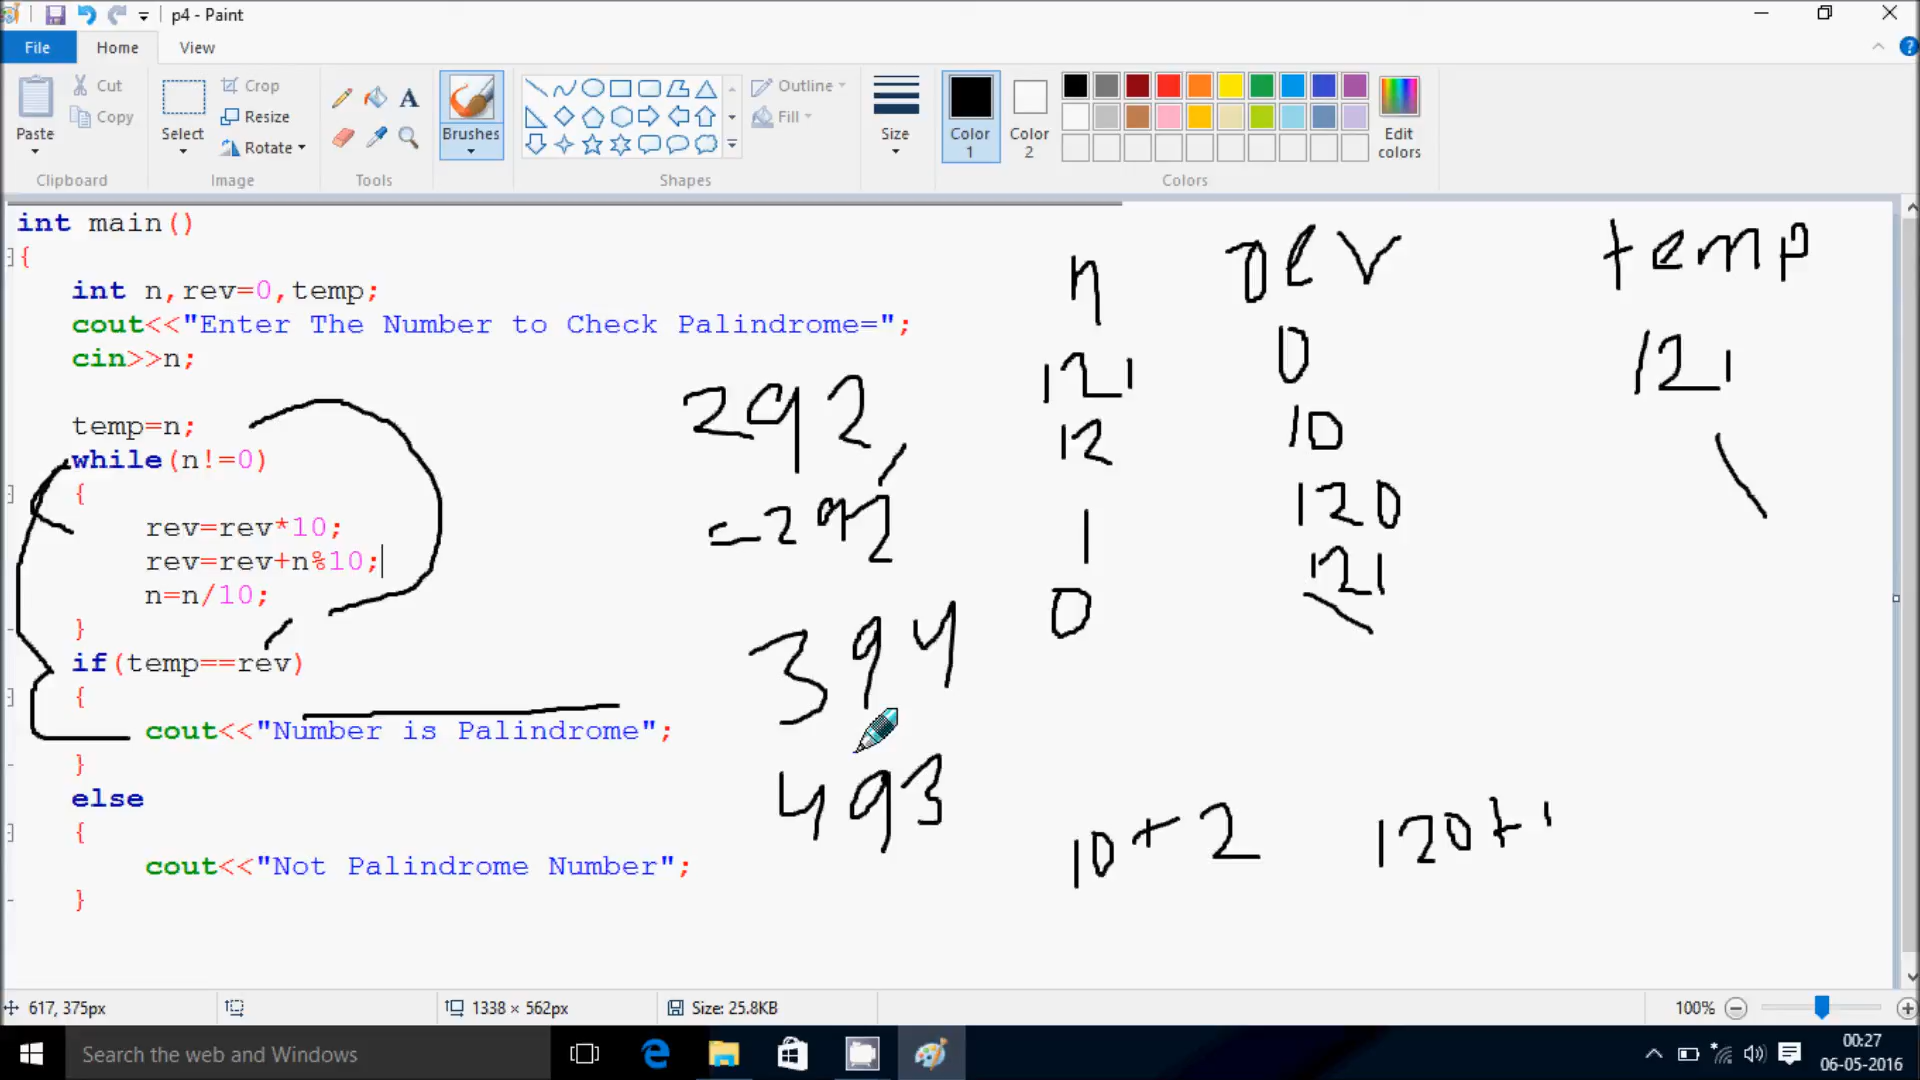 p4 - Paint
File Home View
Paste
Cut
Copy
Clipboard
Select
Crop
Resize
Rotate
Image
A
Tools
Brushes
Shapes
Outline
Fill
Size
Color 1
Color 2
Edit colors
Colors
int main()
{
int n,rev=0,temp;
cout<<"Enter The Number to Check Palindrome=";
cin>>n;
temp=n;
while(n!=0)
{
rev=rev*10;
rev=rev+n%10;
n=n/10;
}
if(temp==rev)
{
cout<<"Number is Palindrome";
}
else
{
cout<<"Not Palindrome Number";
}
292
=292
394
493
n rev temp
121 0 121
12 10
1 120
0 121
10+2 120+1
617, 375px
1338 × 562px
Size: 25.8KB
100%
Search the web and Windows
00:27
06-05-2016